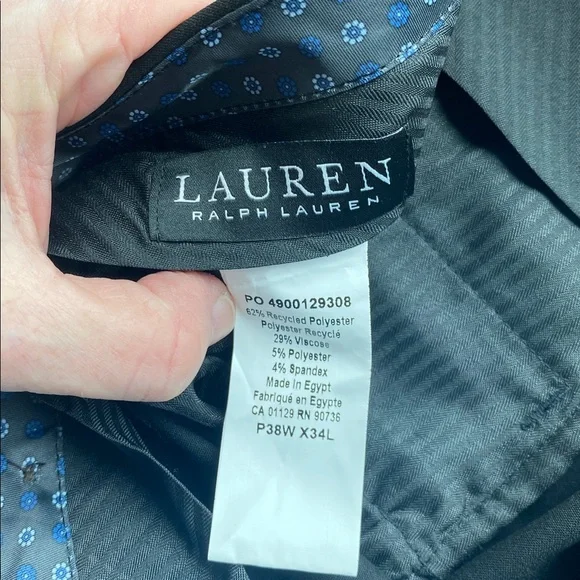 LAUREN
RALPH LAUREN
PO 4900129308
62% Recycled Polyester
Polyester Recyclé
29% Viscose
5% Polyester
4% Spandex
Made in Egypt
Fabriqué en Egypte
CA 01129 RN 90736
P38W X34L